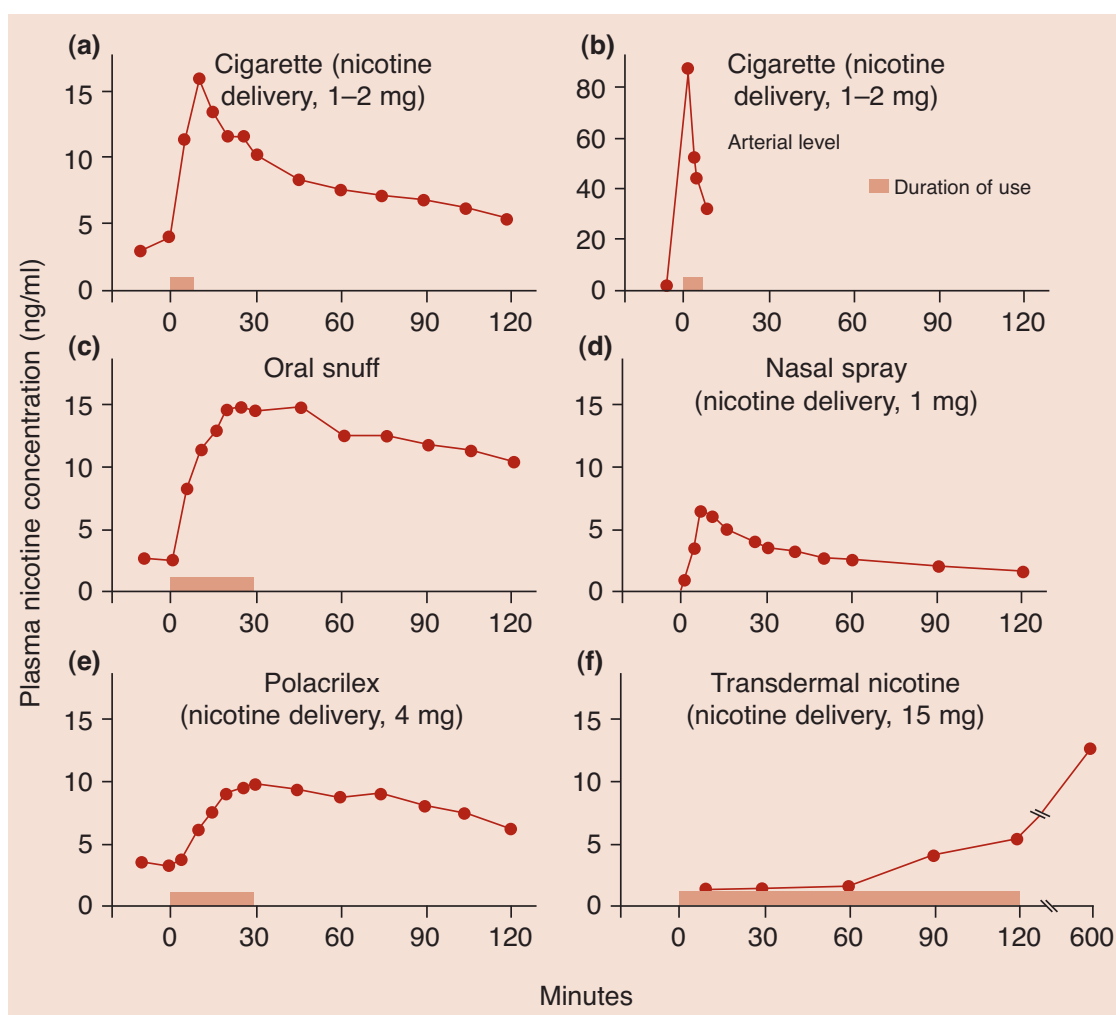 Plasma nicotine concentration (ng/ml)
(a)
Cigarette (nicotine
delivery, 1–2 mg)
15
10
5
0
0 30 60 90 120
(b)
Cigarette (nicotine
delivery, 1–2 mg)
Arterial level
Duration of use
80
60
40
20
0
0 30 60 90 120
(c)
Oral snuff
15
10
5
0
0 30 60 90 120
(d)
Nasal spray
(nicotine delivery, 1 mg)
15
10
5
0
0 30 60 90 120
(e)
Polacrilex
(nicotine delivery, 4 mg)
15
10
5
0
0 30 60 90 120
(f)
Transdermal nicotine
(nicotine delivery, 15 mg)
15
10
5
0
0 30 60 90 120 600
Minutes